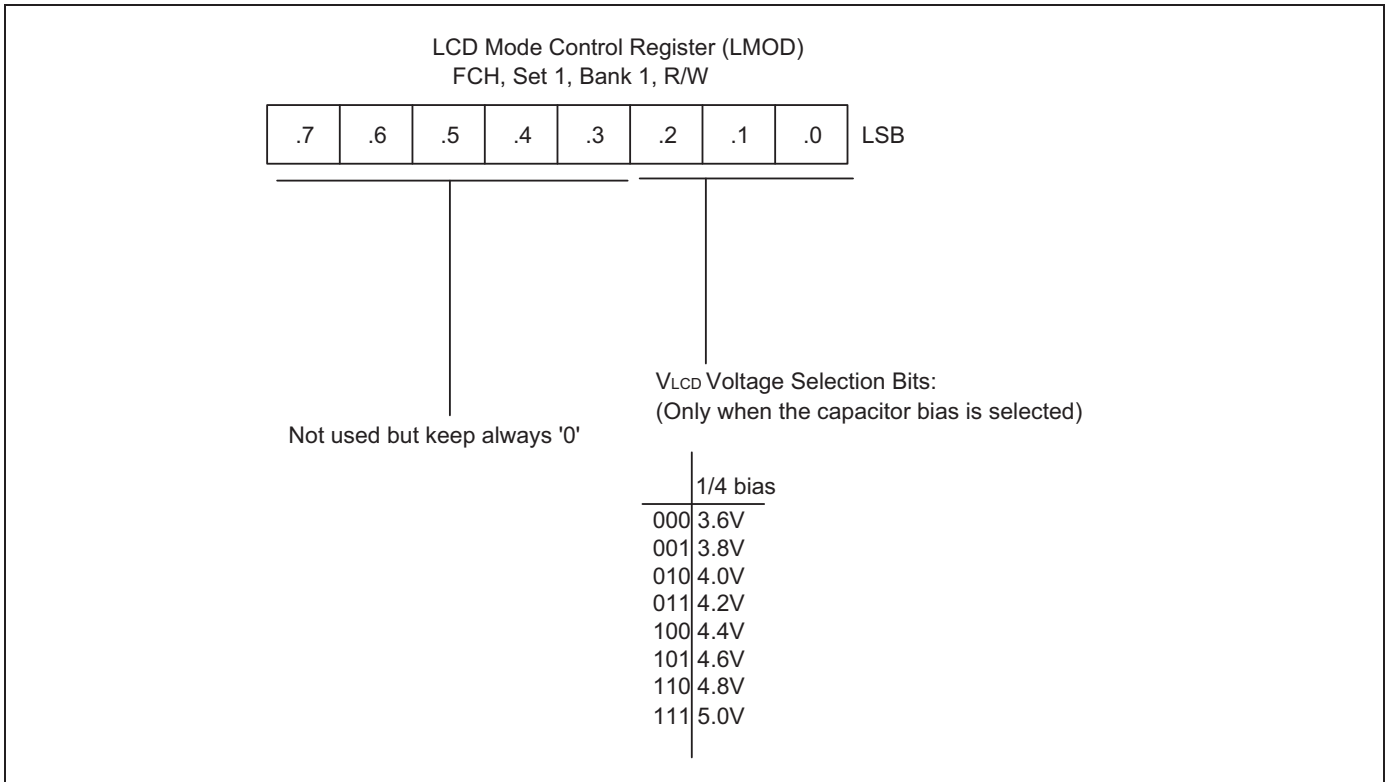 LCD Mode Control Register (LMOD)
FCH, Set 1, Bank 1, R/W
.7 .6 .5 .4 .3 .2 .1 .0 LSB
VLCD Voltage Selection Bits:
(Only when the capacitor bias is selected)
Not used but keep always '0'
1/4 bias
000 3.6V
001 3.8V
010 4.0V
011 4.2V
100 4.4V
101 4.6V
110 4.8V
111 5.0V